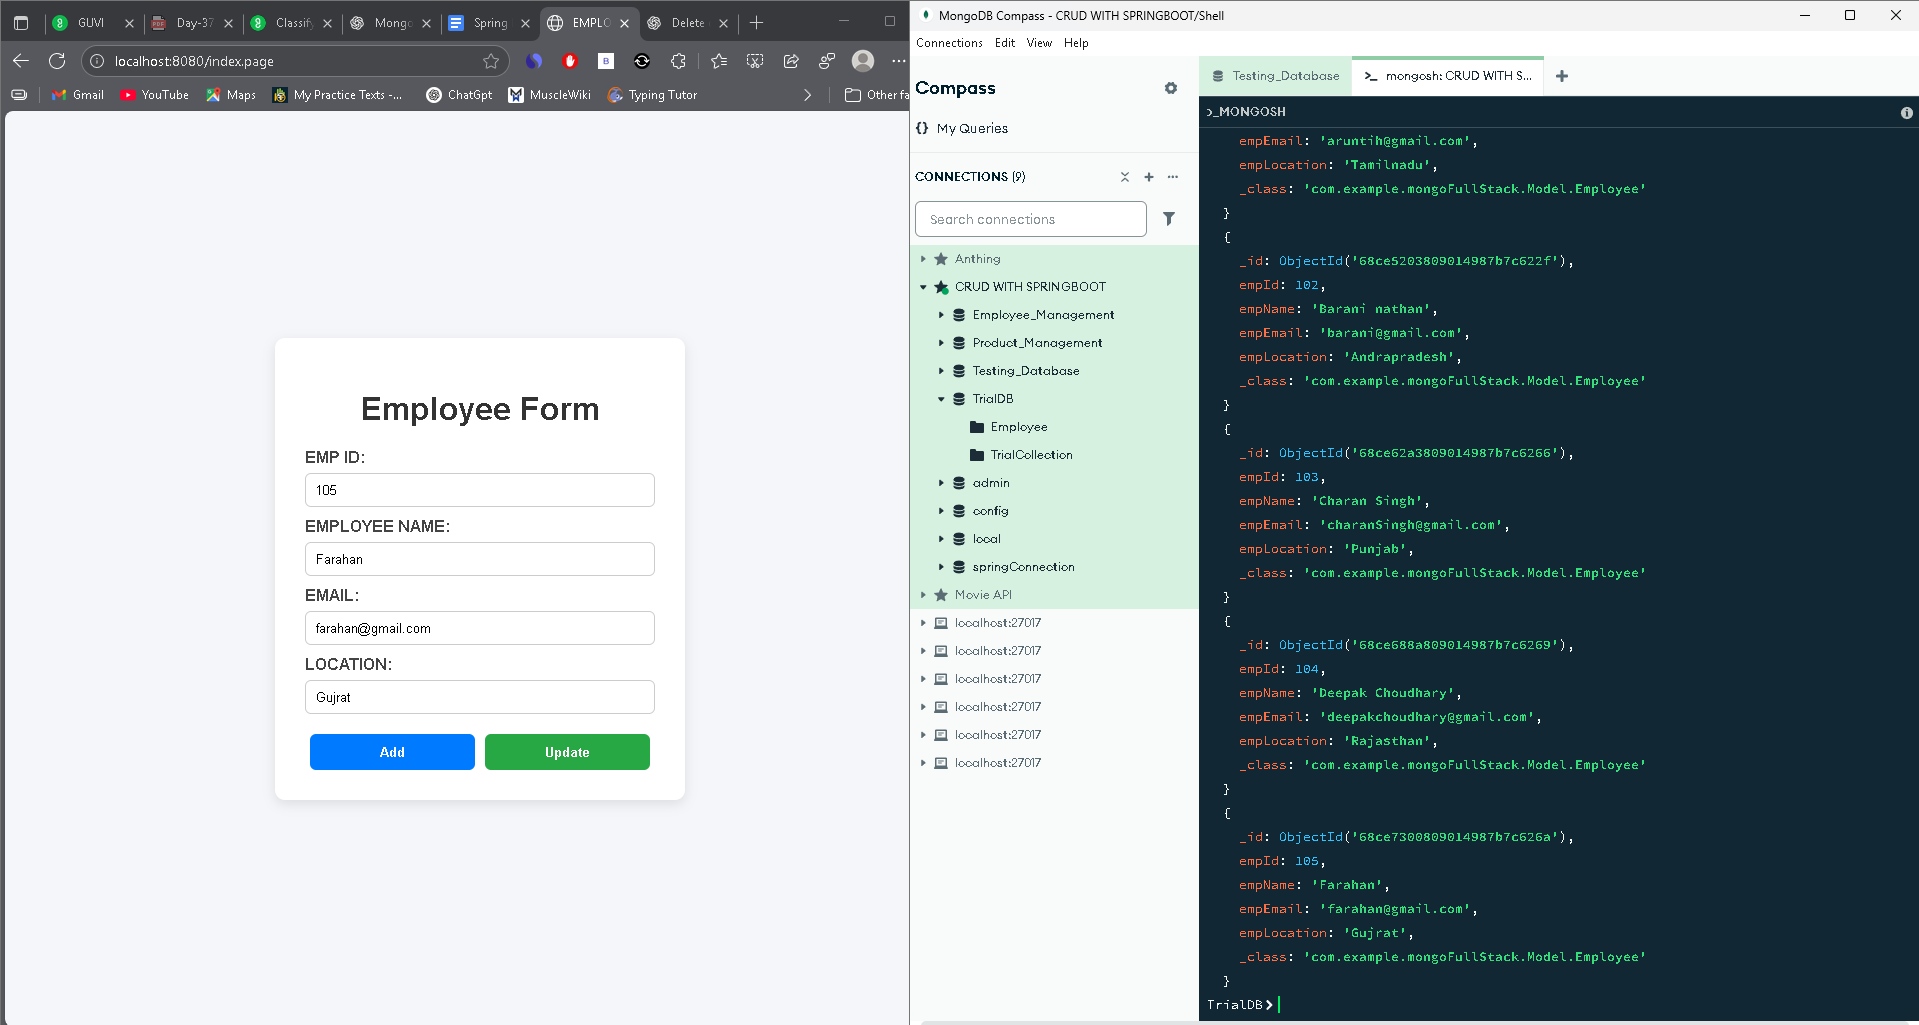 GUVI
Day-37
Classif
Mongo
Spring
EMPLO
Delete
localhost:8080/index.page
B
Gmail
YouTube
Maps
My Practice Texts -...
ChatGpt
MuscleWiki
Typing Tutor
Other fa
Employee Form
EMP ID:
105
EMPLOYEE NAME:
Farahan
EMAIL:
farahan@gmail.com
LOCATION:
Gujrat
Add
Update
MongoDB Compass - CRUD WITH SPRINGBOOT/Shell
Connections Edit View Help
Compass
{} My Queries
CONNECTIONS (9)
Search connections
Anthing
CRUD WITH SPRINGBOOT
Employee_Management
Product_Management
Testing_Database
TrialDB
Employee
TrialCollection
admin
config
local
springConnection
Movie API
localhost:27017
localhost:27017
localhost:27017
localhost:27017
localhost:27017
localhost:27017
Testing_Database
>_ mongosh: CRUD WITH S...
>_MONGOSH
empEmail: 'aruntih@gmail.com',
empLocation: 'Tamilnadu',
_class: 'com.example.mongoFullStack.Model.Employee'
}
{
_id: ObjectId('68ce5203809014987b7c622f'),
empId: 102,
empName: 'Barani nathan',
empEmail: 'barani@gmail.com',
empLocation: 'Andrapradesh',
_class: 'com.example.mongoFullStack.Model.Employee'
}
{
_id: ObjectId('68ce62a3809014987b7c6266'),
empId: 103,
empName: 'Charan Singh',
empEmail: 'charanSingh@gmail.com',
empLocation: 'Punjab',
_class: 'com.example.mongoFullStack.Model.Employee'
}
{
_id: ObjectId('68ce688a809014987b7c6269'),
empId: 104,
empName: 'Deepak Choudhary',
empEmail: 'deepakchoudhary@gmail.com',
empLocation: 'Rajasthan',
_class: 'com.example.mongoFullStack.Model.Employee'
}
{
_id: ObjectId('68ce7300809014987b7c626a'),
empId: 105,
empName: 'Farahan',
empEmail: 'farahan@gmail.com',
empLocation: 'Gujrat',
_class: 'com.example.mongoFullStack.Model.Employee'
}
TrialDB>